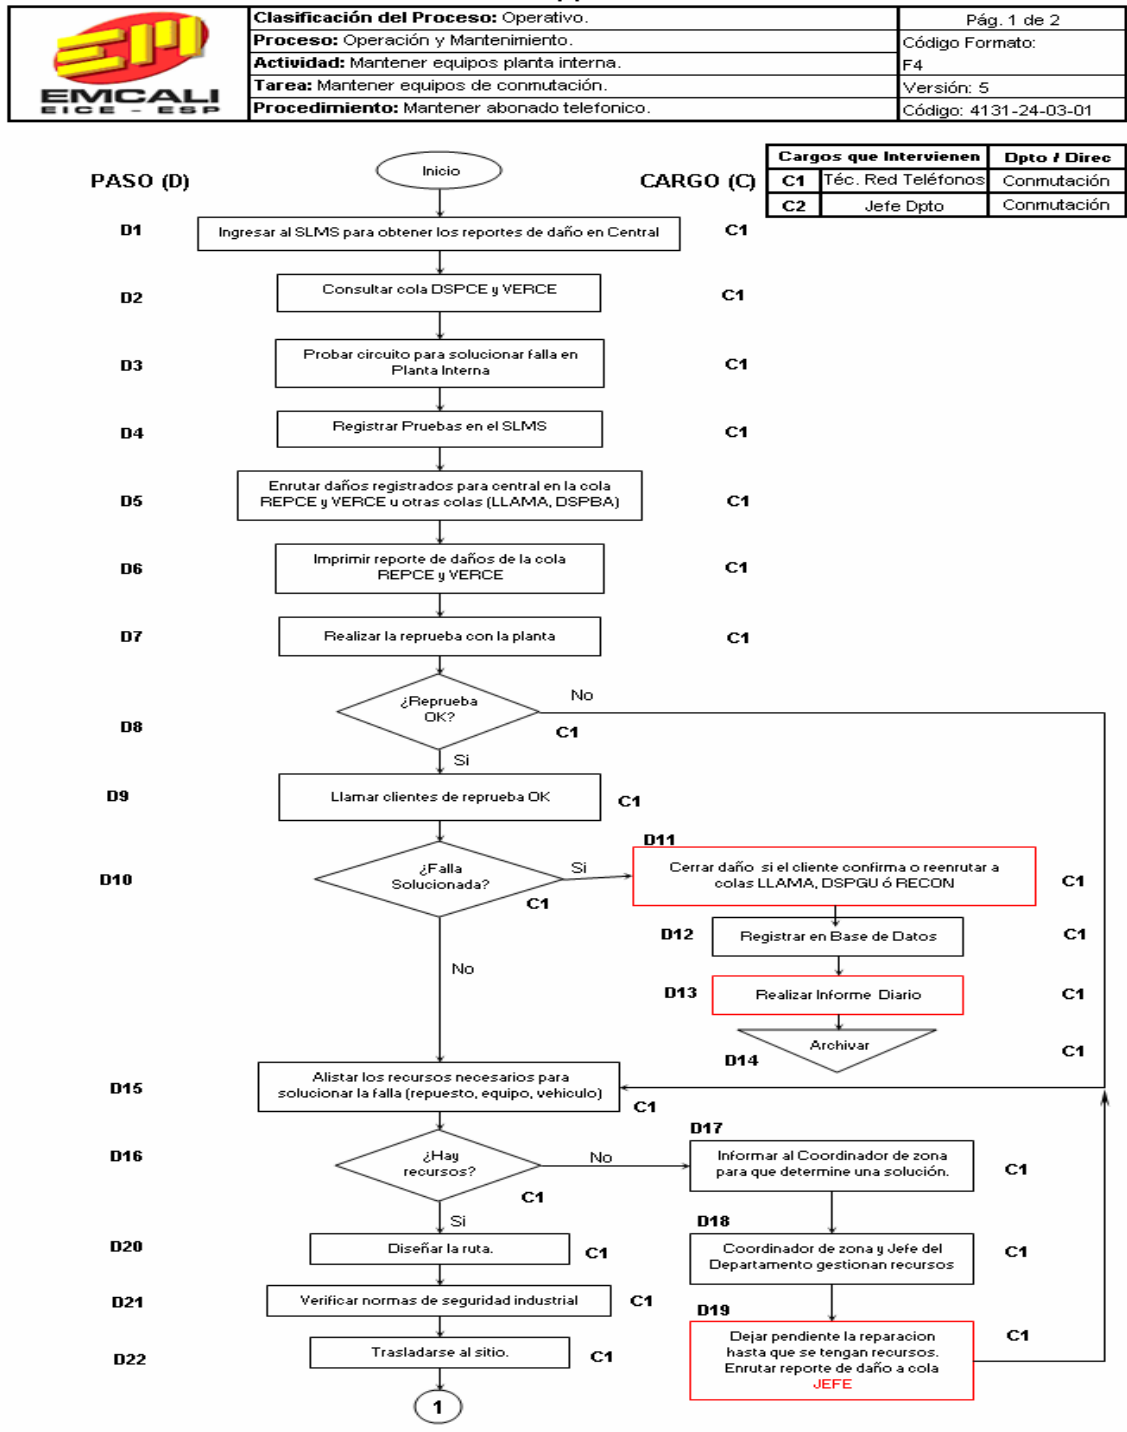 EMCALI
EICE - ESP
Clasificación del Proceso: Operativo.
Proceso: Operación y Mantenimiento.
Actividad: Mantener equipos planta interna.
Tarea: Mantener equipos de conmutación.
Procedimiento: Mantener abonado telefonico.
Pág. 1 de 2
Código Formato:
F4
Versión: 5
Código: 4131-24-03-01
Cargos que Intervienen
Dpto / Direc
C1
Téc. Red Teléfonos
Conmutación
C2
Jefe Dpto
Conmutación
PASO (D)
Inicio
CARGO (C)
D1
Ingresar al SLMS para obtener los reportes de daño en Central
C1
D2
Consultar cola DSPCE y VERCE
C1
D3
Probar circuito para solucionar falla en
Planta Interna
C1
D4
Registrar Pruebas en el SLMS
C1
D5
Enrutar daños registrados para central en la cola
REPCE y VERCE u otras colas (LLAMA, DSPBA)
C1
D6
Imprimir reporte de daños de la cola
REPCE y VERCE
C1
D7
Realizar la reprueba con la planta
C1
D8
¿Reprueba
OK?
No
C1
Si
D9
Llamar clientes de reprueba OK
C1
D10
¿Falla
Solucionada?
Si
C1
No
D11
Cerrar daño si el cliente confirma o reenrutar a
colas LLAMA, DSPGU ó RECON
C1
D12
Registrar en Base de Datos
C1
D13
Realizar Informe Diario
C1
D14
Archivar
C1
D15
Alistar los recursos necesarios para
solucionar la falla (repuesto, equipo, vehiculo)
C1
D16
¿Hay
recursos?
No
C1
Si
D17
Informar al Coordinador de zona
para que determine una solución.
C1
D18
Coordinador de zona y Jefe del
Departamento gestionan recursos
C1
D19
Dejar pendiente la reparacion
hasta que se tengan recursos.
Enrutar reporte de daño a cola
JEFE
C1
D20
Diseñar la ruta.
C1
D21
Verificar normas de seguridad industrial
C1
D22
Trasladarse al sitio.
C1
1